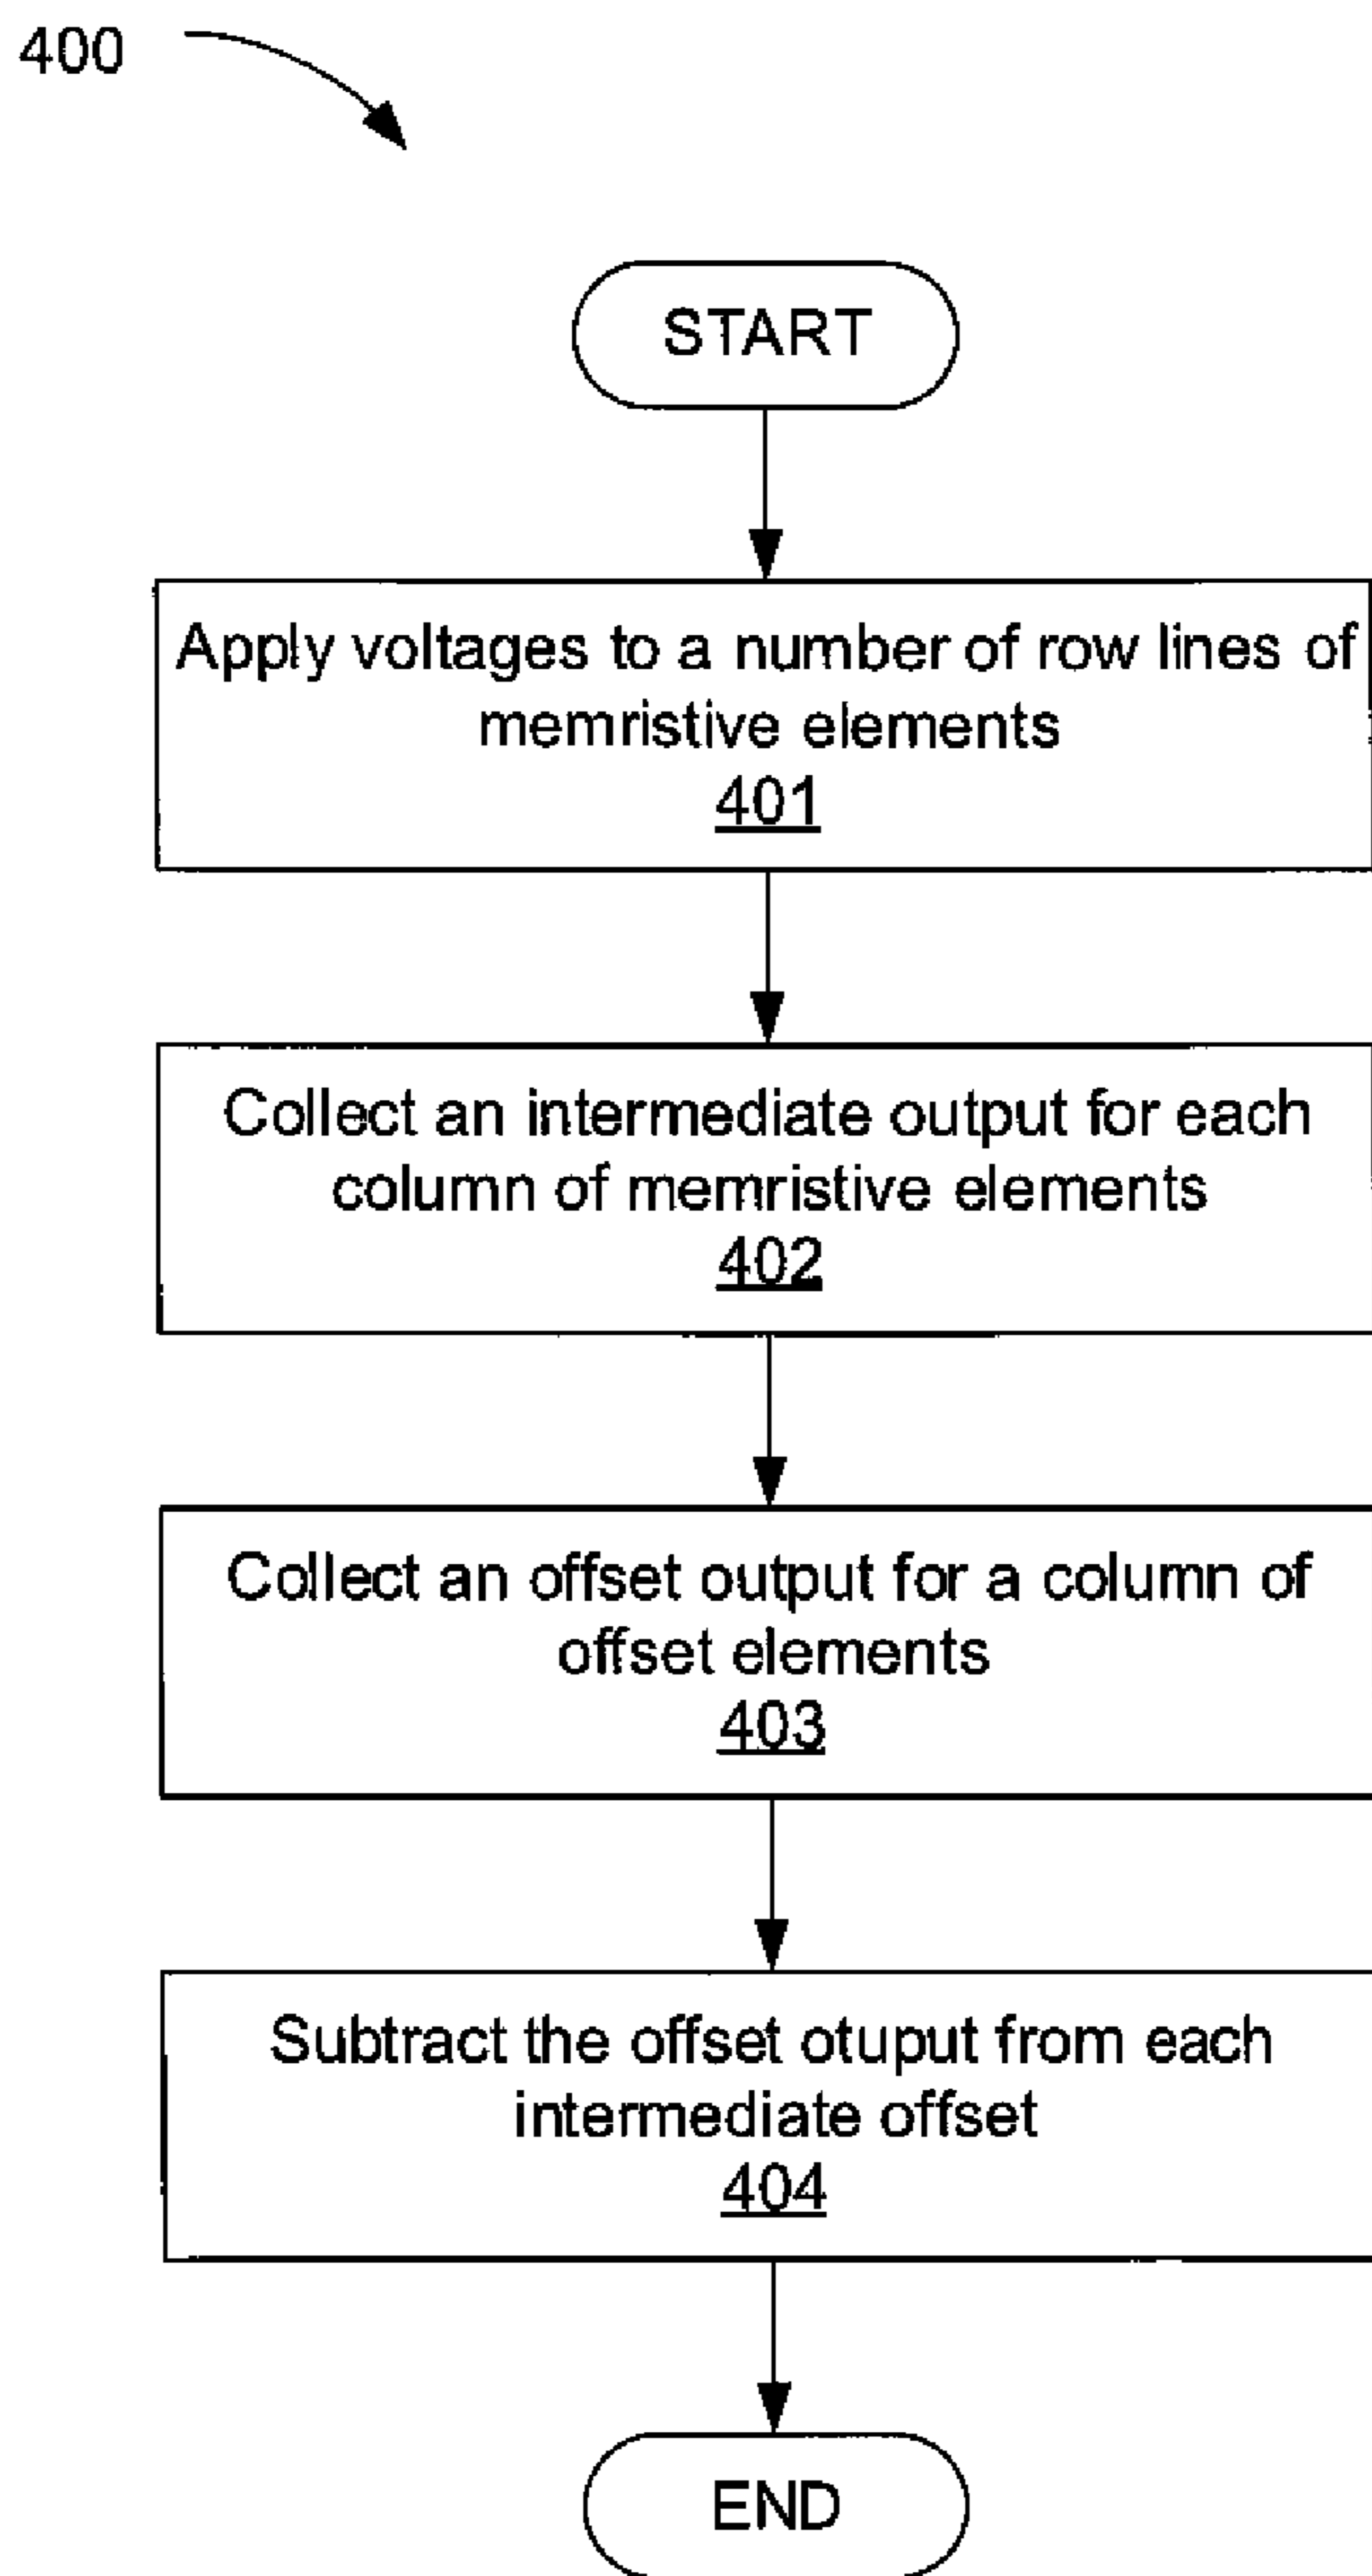 400
START
Apply voltages to a number of row lines of
memristive elements
401
Collect an intermediate output for each
column of memristive elements
402
Collect an offset output for a column of
offset elements
403
Subtract the offset otuput from each
intermediate offset
404
END